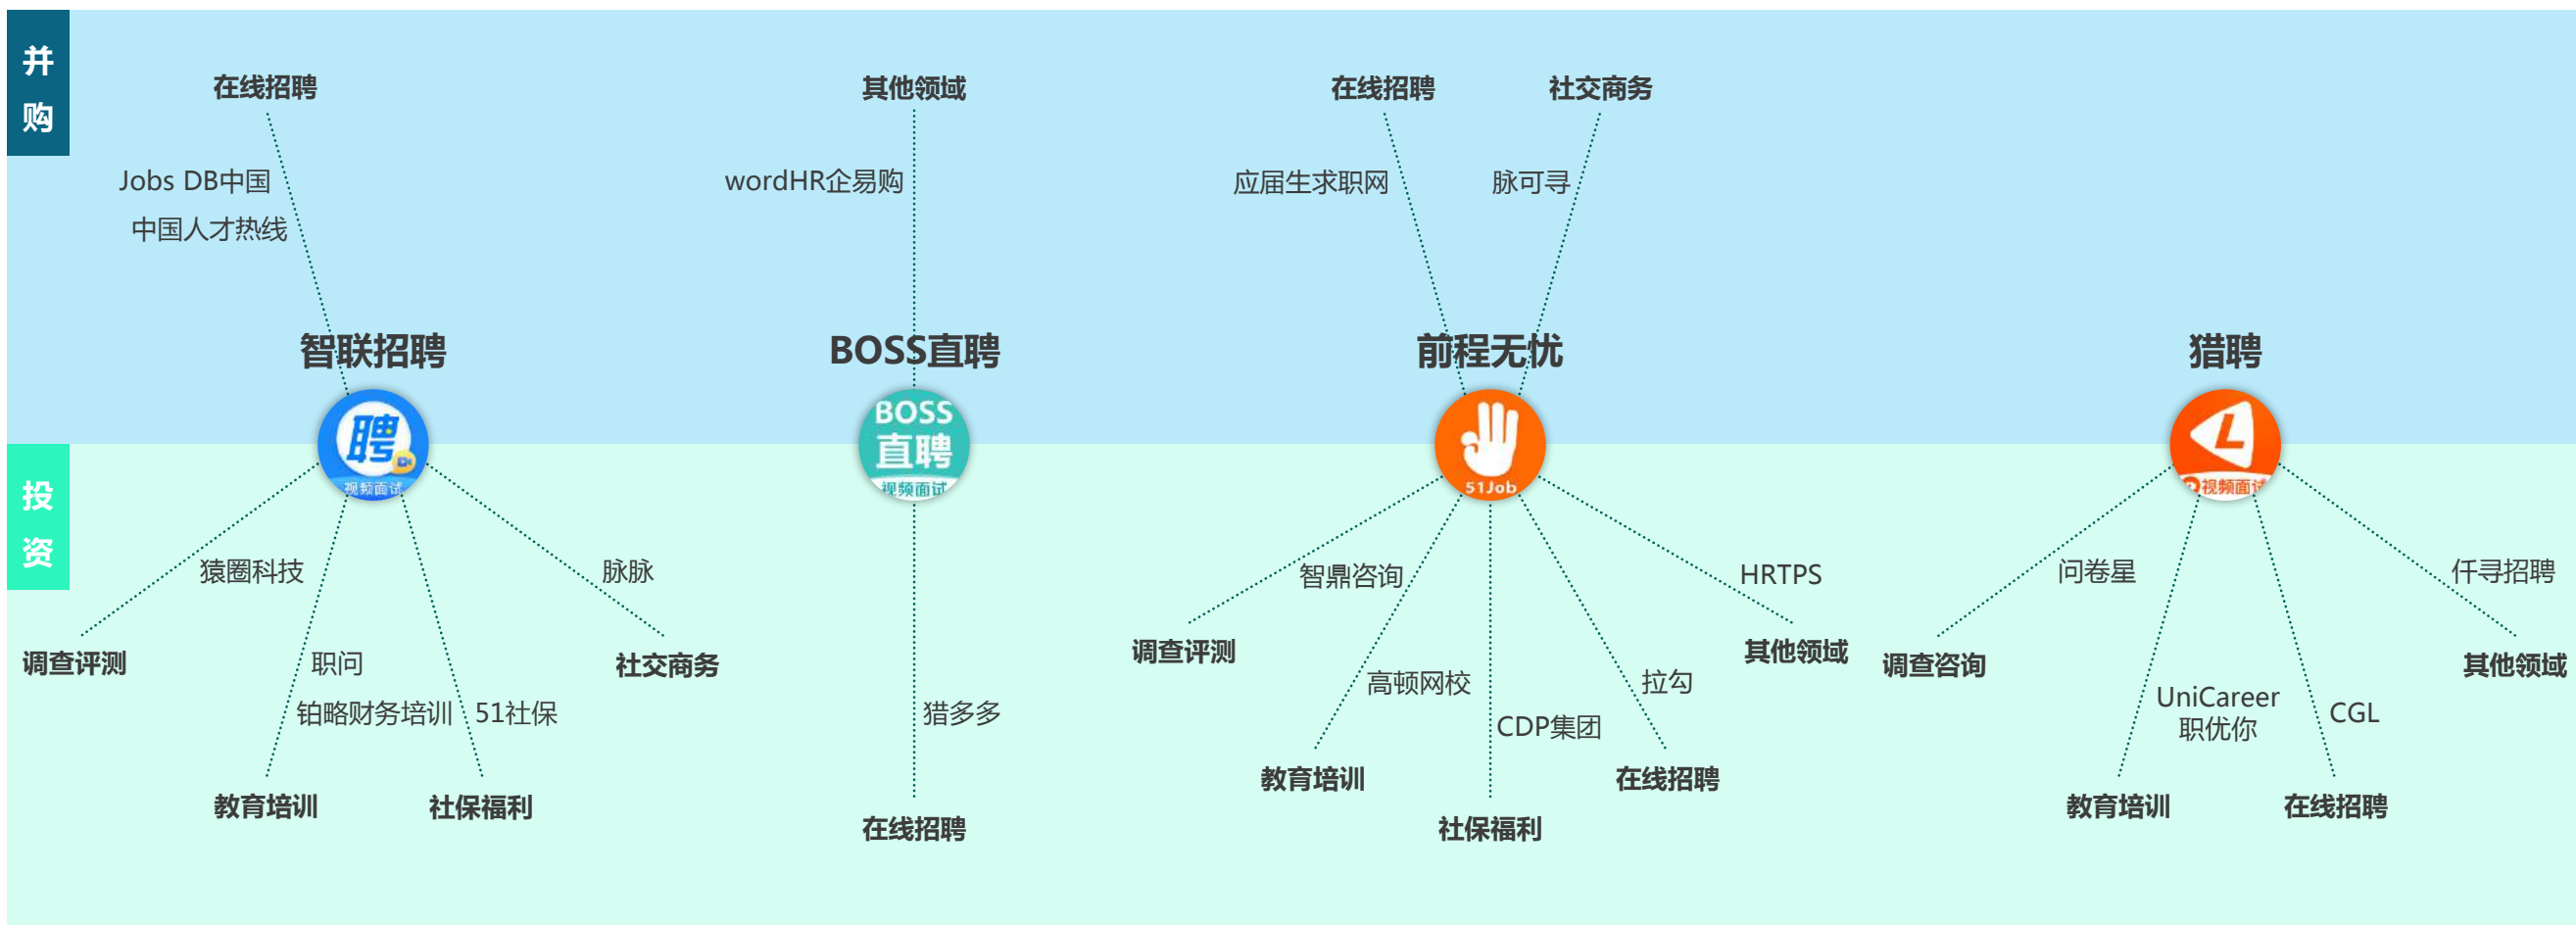 并
购
在线招聘
其他领域
在线招聘
社交商务
Jobs DB中国
中国人才热线
wordHR企易购
应届生求职网
脉可寻
智联招聘
BOSS直聘
前程无忧
猎聘
聘
视频面试
BOSS
直聘
视频面试
51Job
L
视频面试
投
资
猿圈科技
脉脉
智鼎咨询
HRTPS
问卷星
仟寻招聘
调查评测
职问
社交商务
调查评测
高顿网校
拉勾
其他领域
调查咨询
其他领域
铂略财务培训
51社保
猎多多
CDP集团
UniCareer
职优你
CGL
教育培训
社保福利
在线招聘
教育培训
社保福利
在线招聘
教育培训
在线招聘